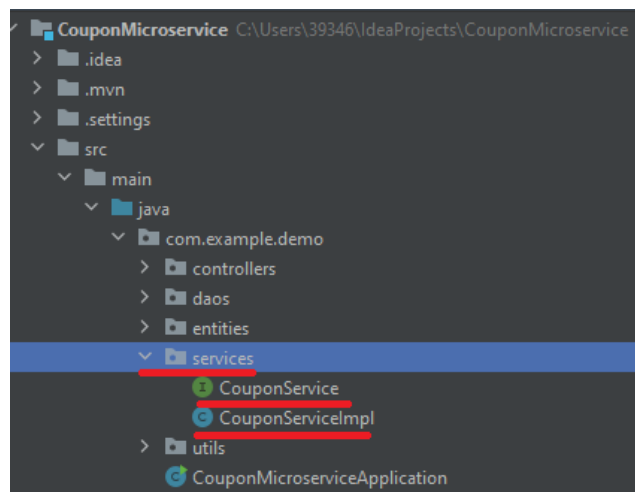 CouponMicroservice C:\Users\39346\IdeaProjects\CouponMicroservice
.idea
.mvn
.settings
src
main
java
com.example.demo
controllers
daos
entities
services
I CouponService
C CouponServiceImpl
utils
C CouponMicroserviceApplication